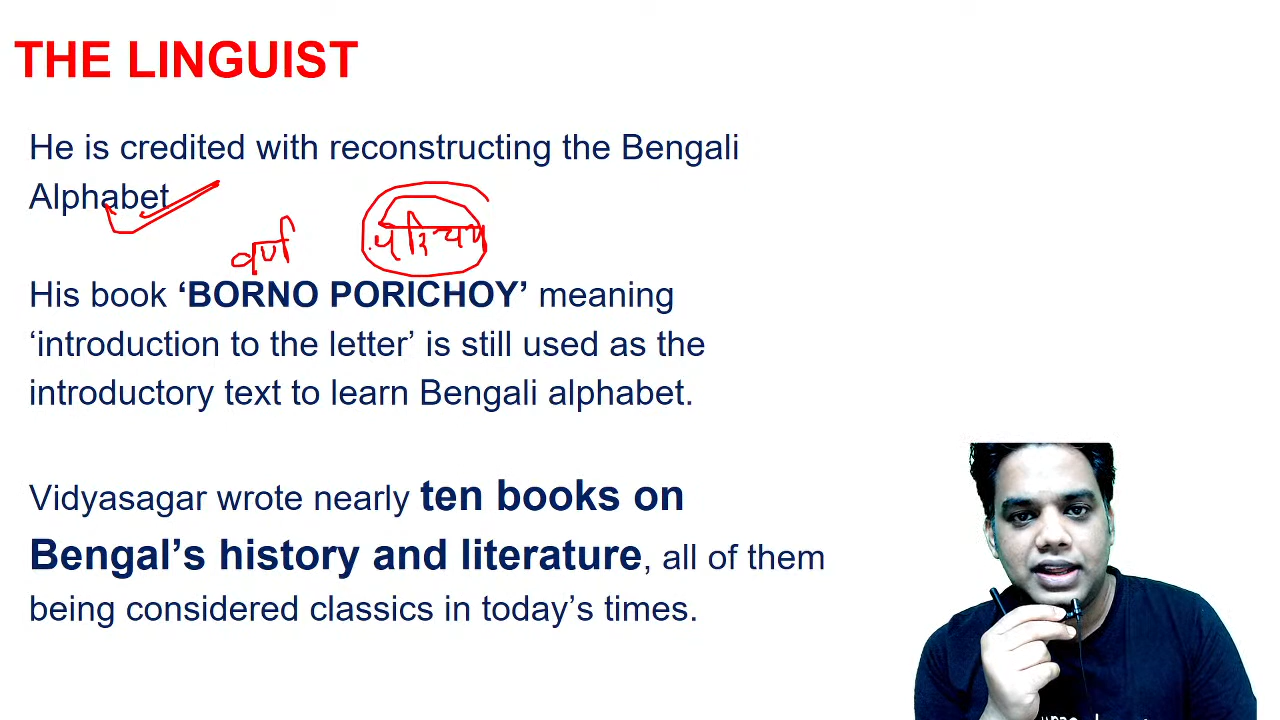 THE LINGUIST
He is credited with reconstructing the Bengali
Alphabet
वर्ण परिचय
His book ‘BORNO PORICHOY’ meaning
‘introduction to the letter’ is still used as the
introductory text to learn Bengali alphabet.
Vidyasagar wrote nearly ten books on
Bengal’s history and literature, all of them
being considered classics in today’s times.